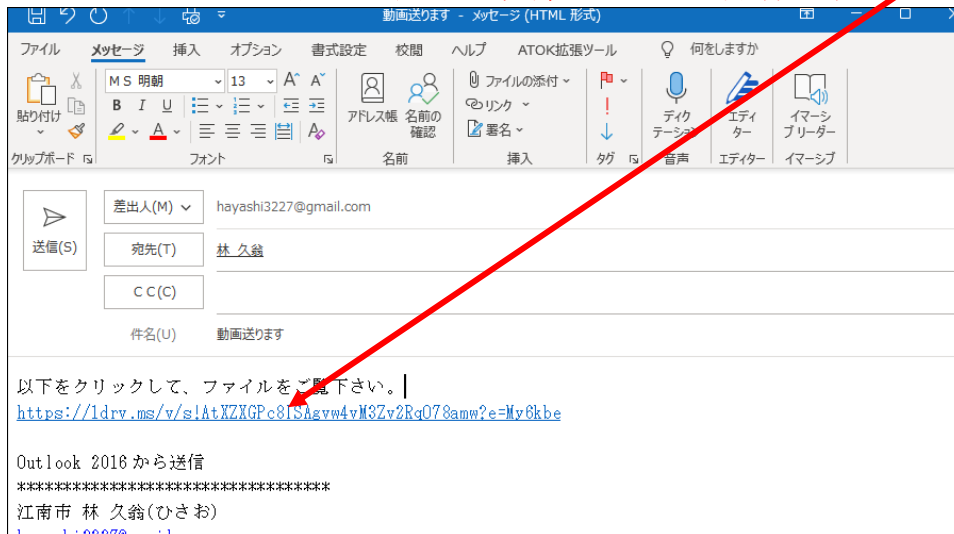 動画送ります - メッセージ (HTML 形式)
ファイル メッセージ 挿入 オプション 書式設定 校閲 ヘルプ ATOK拡張ツール 何をしますか
貼り付け
クリップボード
MS 明朝 13
B I U
フォント
アドレス帳 名前の
確認
名前
ファイルの添付
リンク
署名
挿入
タグ
ディク
テーション
音声
エディ
ター
エディター
イマーシ
ブ リーダー
イマーシブ
送信(S)
差出人(M) hayashi3227@gmail.com
宛先(T) 林 久翁
CC(C)
件名(U) 動画送ります
以下をクリックして、ファイルをご覧下さい。
https://1drv.ms/v/s!AtXZXGPc8ISAgyw4vM3Zv2RqO78amw?e=My6kbe
Outlook 2016 から送信
**********************************
江南市 林 久翁(ひさお)